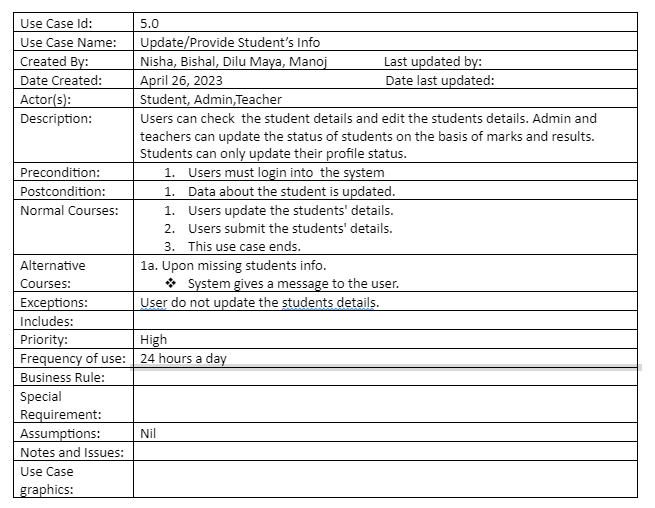 Use Case Id: 5.0
Use Case Name: Update/Provide Student’s Info
Created By: Nisha, Bishal, Dilu Maya, Manoj Last updated by:
Date Created: April 26, 2023 Date last updated:
Actor(s): Student, Admin,Teacher
Description: Users can check the student details and edit the students details. Admin and
teachers can update the status of students on the basis of marks and results.
Students can only update their profile status.
Precondition: 1. Users must login into the system
Postcondition: 1. Data about the student is updated.
Normal Courses: 1. Users update the students' details.
2. Users submit the students' details.
3. This use case ends.
Alternative 1a. Upon missing students info.
Courses: ❖ System gives a message to the user.
Exceptions: User do not update the students details.
Includes:
Priority: High
Frequency of use: 24 hours a day
Business Rule:
Special
Requirement:
Assumptions: Nil
Notes and Issues:
Use Case
graphics: